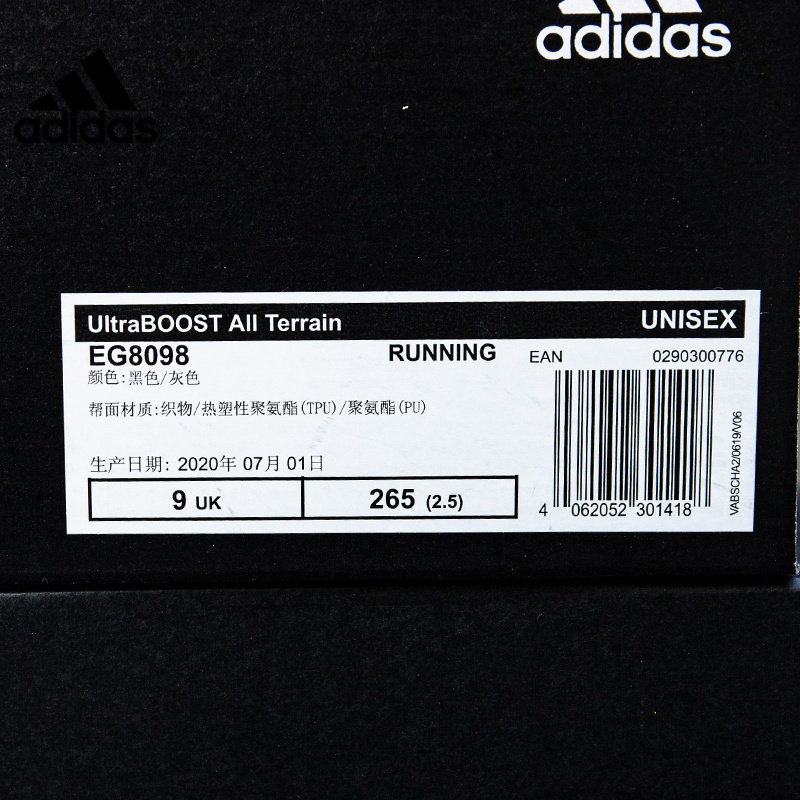 adidas
adidas
UltraBOOST All Terrain UNISEX
EG8098 RUNNING EAN 0290300776
颜色:黑色/灰色
帮面材质:织物/热塑性聚氨酯(TPU)/聚氨酯(PU)
生产日期: 2020年 07月 01日
9 UK 265 (2.5)
4 062052 301418
VABSCHA2/0619/V06